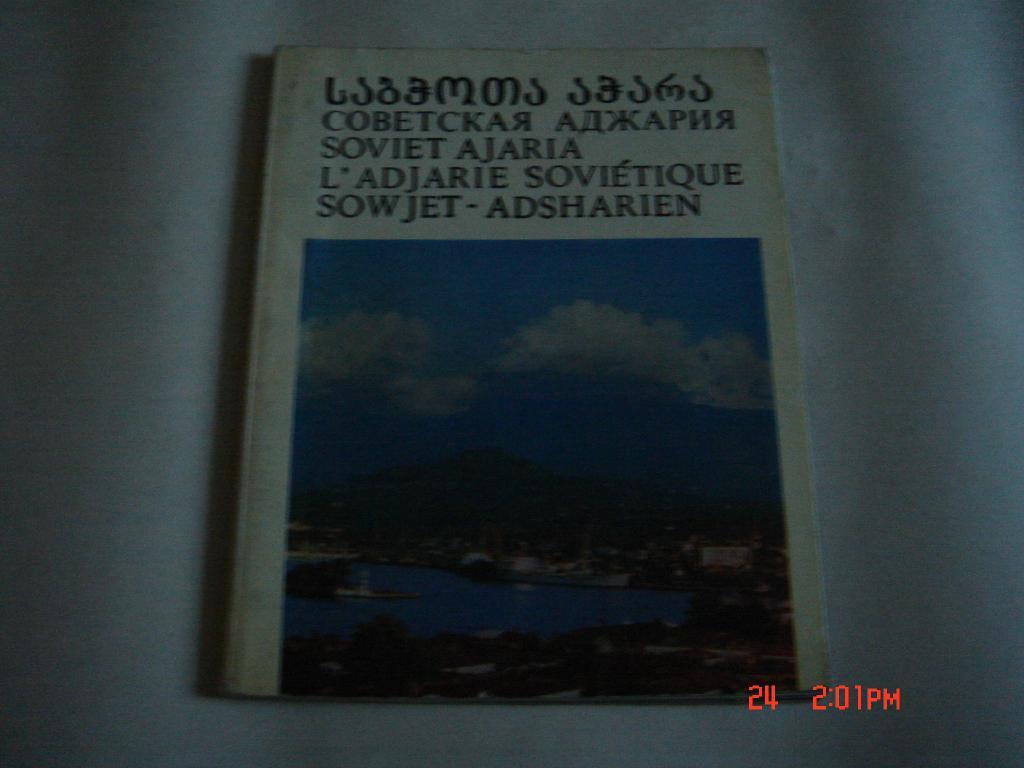 საბჭოთა აჭარა
СОВЕТСКАЯ АДЖАРИЯ
SOVIET AJARIA
L'ADJARIE SOVIÉTIQUE
SOWJET-ADSHARIEN
24 2:01PM